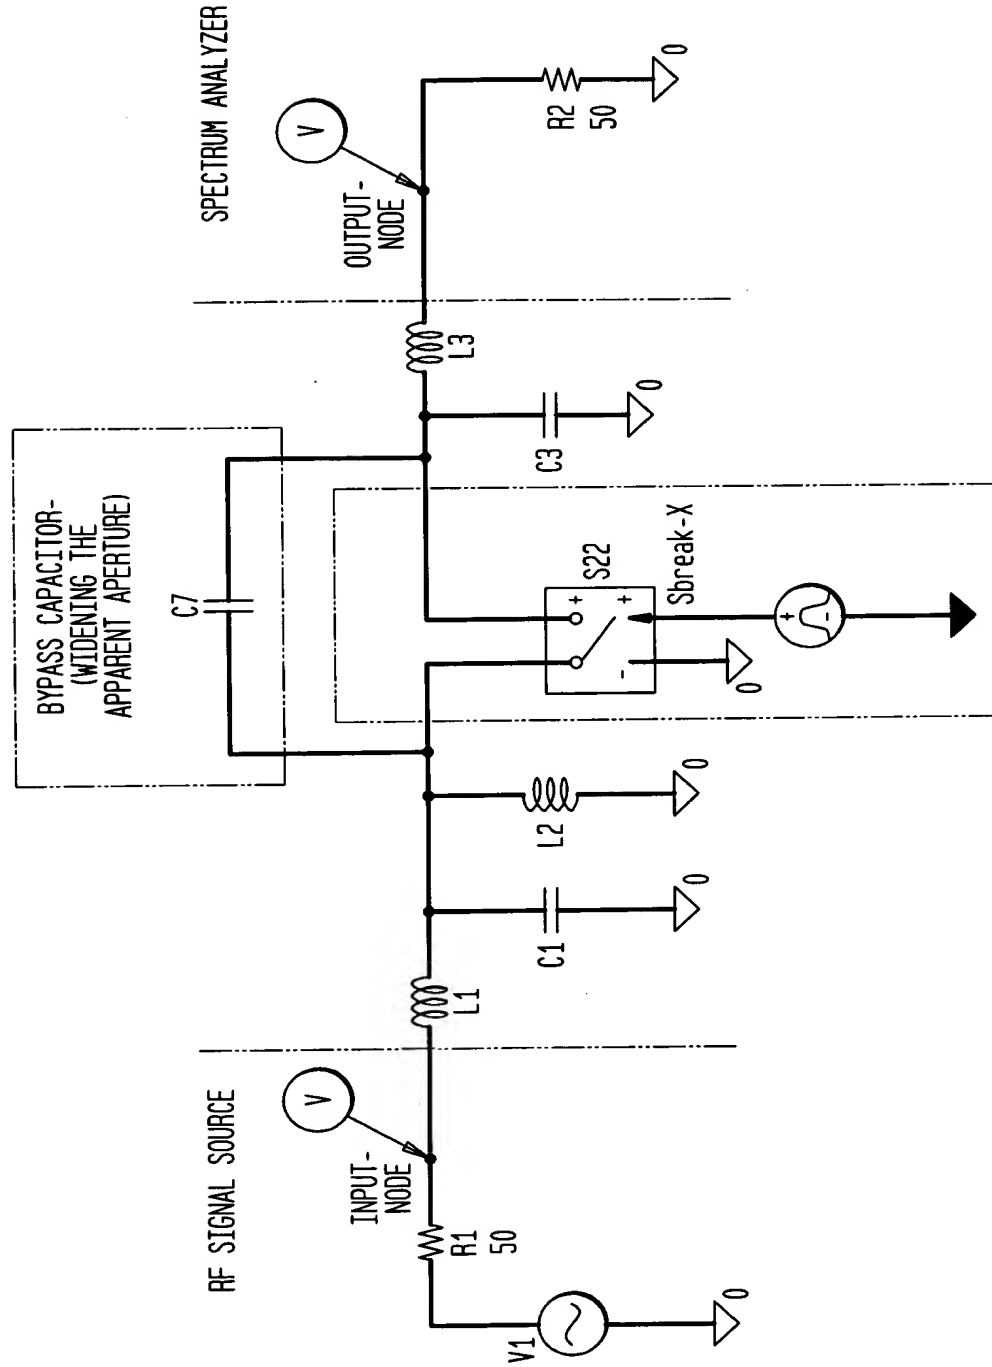 RF SIGNAL SOURCE
BYPASS CAPACITOR-
(WIDENING THE
APPARENT APERTURE)
SPECTRUM ANALYZER
C7
V
V
INPUT-
NODE
OUTPUT-
NODE
V1
0
R1
50
L1
C1
0
L2
0
0
S22
+
-
+
Sbreak-X
+
-
C3
0
L3
R2
50
0